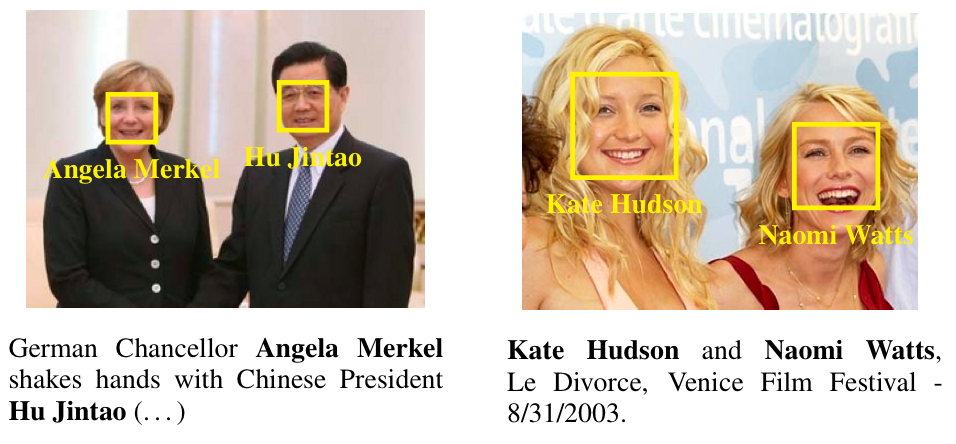 Angela Merkel
Hu Jintao
German Chancellor Angela Merkel
shakes hands with Chinese President
Hu Jintao (...)
Kate Hudson
Naomi Watts
Kate Hudson and Naomi Watts,
Le Divorce, Venice Film Festival -
8/31/2003.